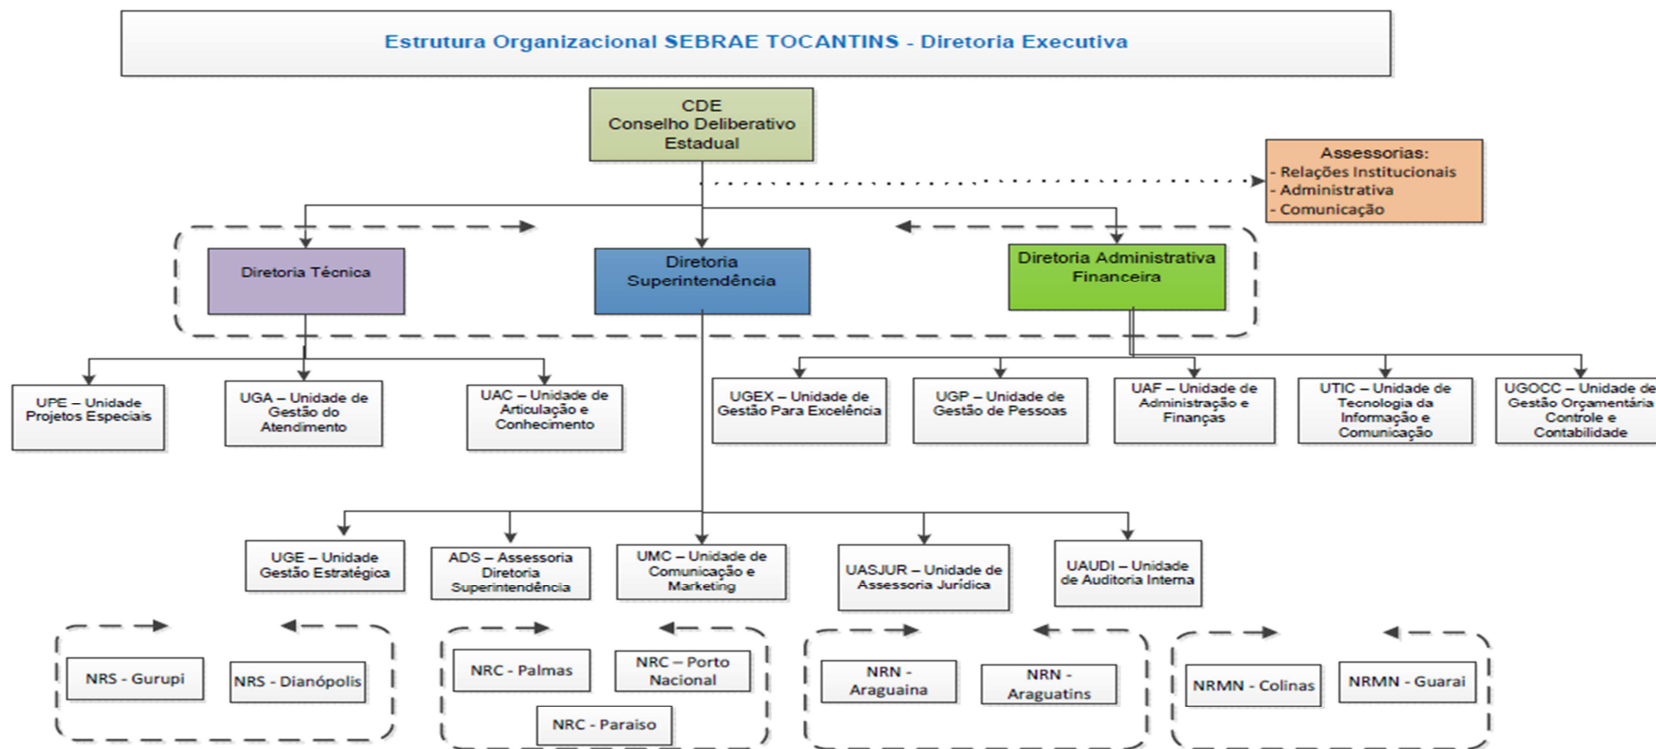 Estrutura Organizacional SEBRAE TOCANTINS - Diretoria Executiva
CDE
Conselho Deliberativo
Estadual
Assessorias:
- Relações Institucionais
- Administrativa
- Comunicação
Diretoria Técnica
Diretoria
Superintendência
Diretoria Administrativa
Financeira
UPE – Unidade
Projetos Especiais
UGA – Unidade de
Gestão do
Atendimento
UAC – Unidade de
Articulação e
Conhecimento
UGEX – Unidade de
Gestão Para Excelência
UGP – Unidade de
Gestão de Pessoas
UAF – Unidade de
Administração e
Finanças
UTIC – Unidade de
Tecnologia da
Informação e
Comunicação
UGOCC – Unidade de
Gestão Orçamentária
Controle e
Contabilidade
UGE – Unidade
Gestão Estratégica
ADS – Assessoria
Diretoria
Superintendência
UMC – Unidade de
Comunicação e
Marketing
UASJUR – Unidade de
Assessoria Jurídica
UAUDI – Unidade
de Auditoria Interna
NRS - Gurupi
NRS - Dianópolis
NRC - Palmas
NRC – Porto
Nacional
NRC - Paraiso
NRN -
Araguaina
NRN -
Araguatins
NRMN - Colinas
NRMN - Guarai